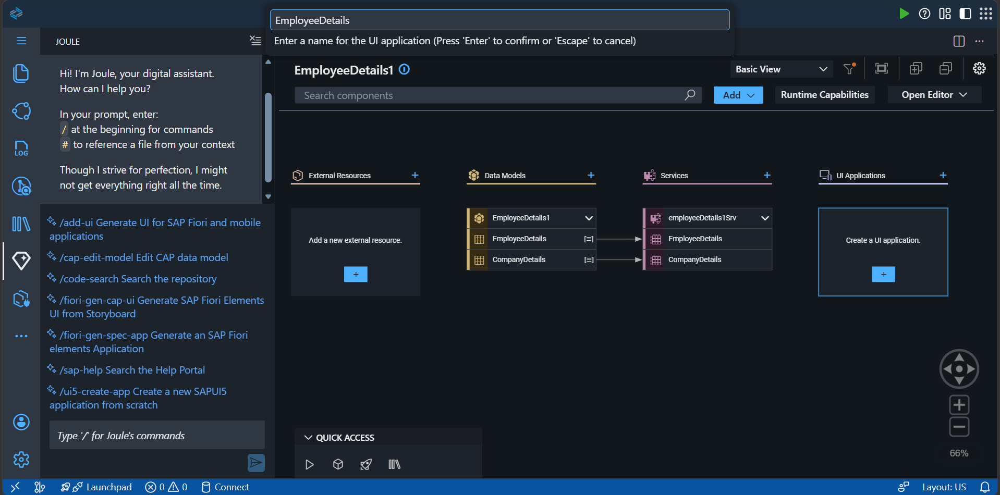 EmployeeDetails
Enter a name for the UI application (Press 'Enter' to confirm or 'Escape' to cancel)
JOULE
Hi! I'm Joule, your digital assistant.
How can I help you?
In your prompt, enter:
/ at the beginning for commands
# to reference a file from your context
Though I strive for perfection, I might
not get everything right all the time.
/add-ui Generate UI for SAP Fiori and mobile
applications
/cap-edit-model Edit CAP data model
/code-search Search the repository
/fiori-gen-cap-ui Generate SAP Fiori Elements
UI from Storyboard
/fiori-gen-spec-app Generate an SAP Fiori
elements Application
/sap-help Search the Help Portal
/ui5-create-app Create a new SAPUI5
application from scratch
Type '/' for Joule's commands
LOG
EmployeeDetails1
Basic View
Search components
Add
Runtime Capabilities
Open Editor
External Resources
Data Models
Services
UI Applications
Add a new external resource.
EmployeeDetails1
EmployeeDetails
CompanyDetails
employeeDetails1Srv
EmployeeDetails
CompanyDetails
Create a UI application.
QUICK ACCESS
66%
Launchpad
0
0
Connect
Layout: US